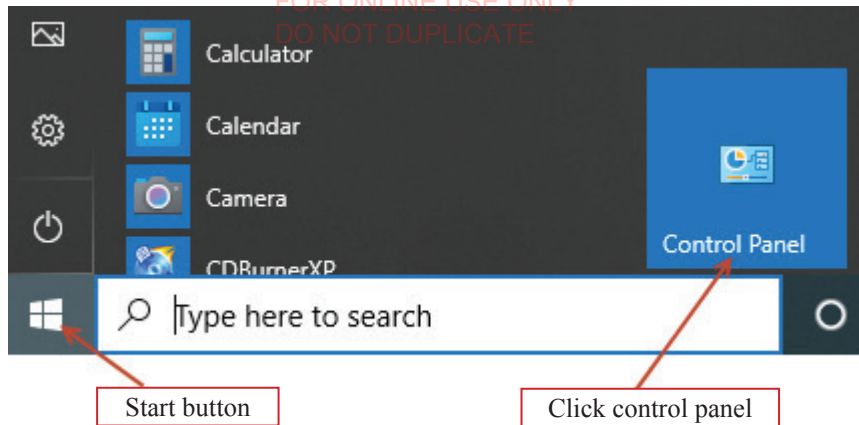 FOR ONLINE USE ONLY
DO NOT DUPLICATE
Calculator
Calendar
Camera
CDBurnerXP
Control Panel
Type here to search
Start button
Click control panel